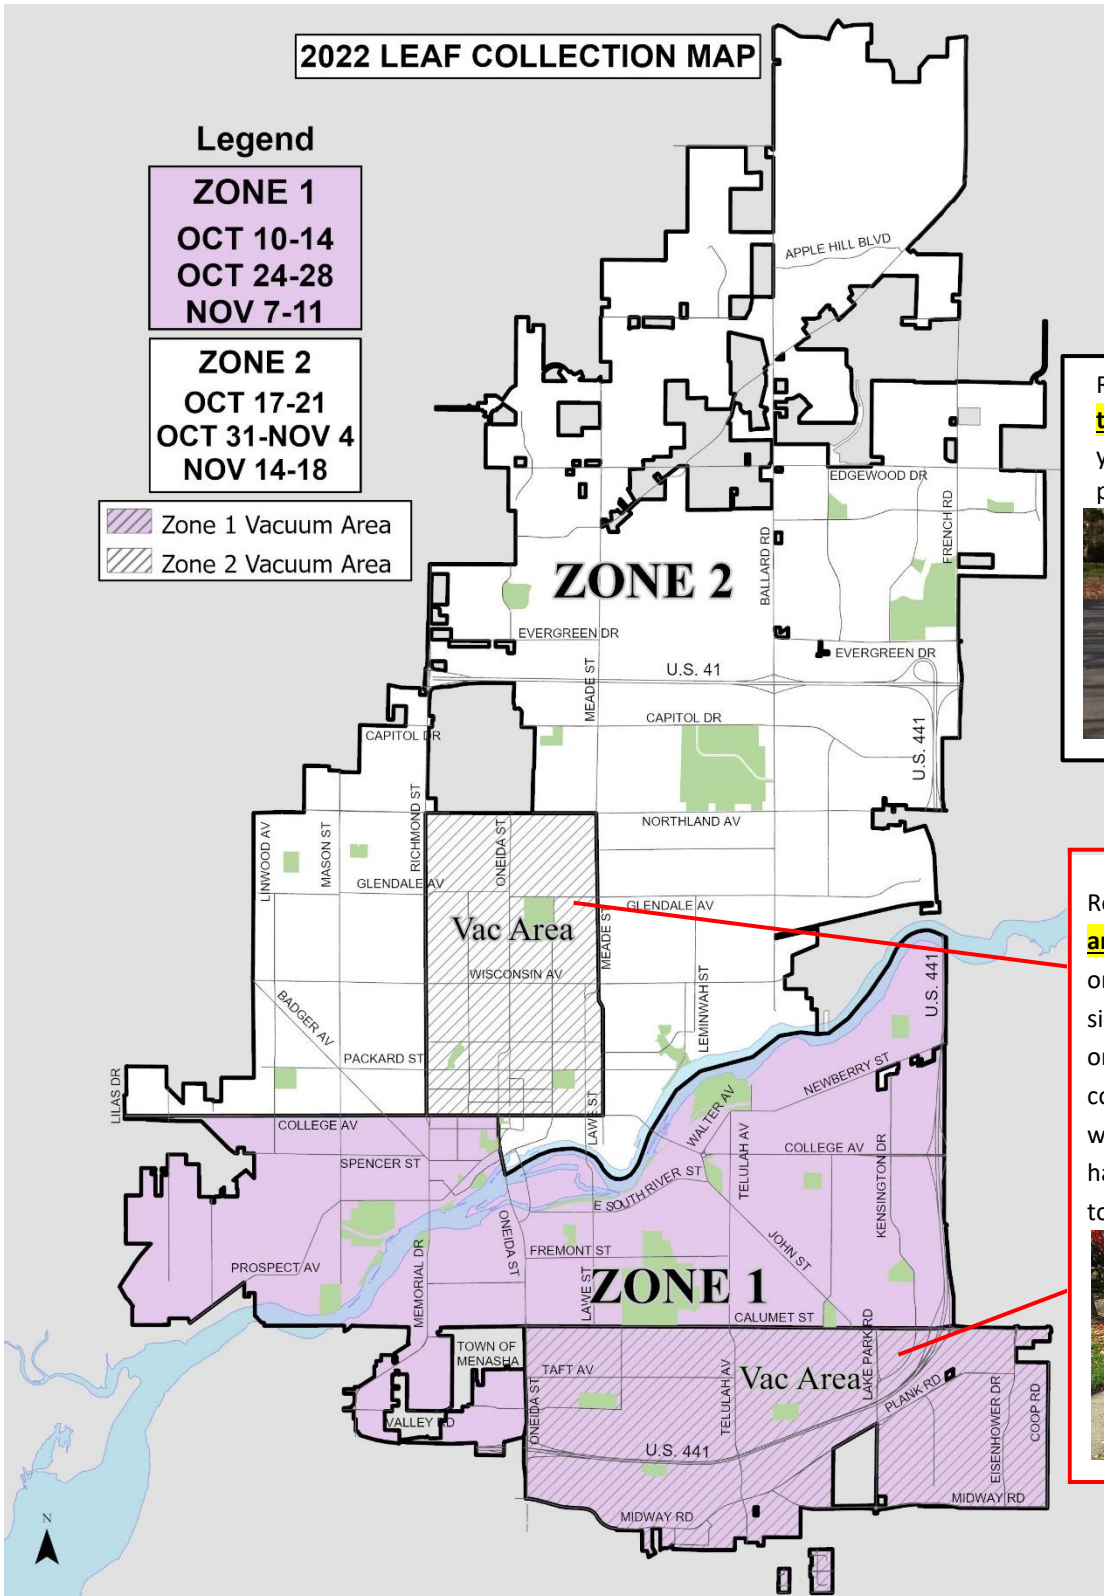 2022 LEAF COLLECTION MAP
Legend
ZONE 1
OCT 10-14
OCT 24-28
NOV 7-11
ZONE 2
OCT 17-21
OCT 31-NOV 4
NOV 14-18
Zone 1 Vacuum Area
Zone 2 Vacuum Area
APPLE HILL BLVD
EDGEWOOD DR
BALLARD RD
FRENCH RD
ZONE 2
EVERGREEN DR
EVERGREEN DR
U.S. 41
MEADE ST
CAPITOL DR
CAPITOL DR
U.S. 441
RICHMOND ST
NORTHLAND AV
LINWOOD AV
MASON ST
ONEIDA ST
GLENDALE AV
GLENDALE AV
Vac Area
MEADE ST
WISCONSIN AV
LEMINWAH ST
U.S. 441
BADGER AV
PACKARD ST
LILAS DR
LAWE ST
WALTER AV
NEWBERRY ST
COLLEGE AV
COLLEGE AV
TELULAH AV
KENSINGTON DR
SPENCER ST
E SOUTH RIVER ST
ONEIDA ST
JOHN ST
FREMONT ST
PROSPECT AV
MEMORIAL DR
LAWE ST
ZONE 1
CALUMET ST
LAKE PARK RD
TOWN OF
MENASHA
TAFT AV
TELULAH AV
Vac Area
PLANK RD
EISENHOWER DR
COOP RD
VALLEY RD
ONEIDA ST
U.S. 441
MIDWAY RD
MIDWAY RD
N